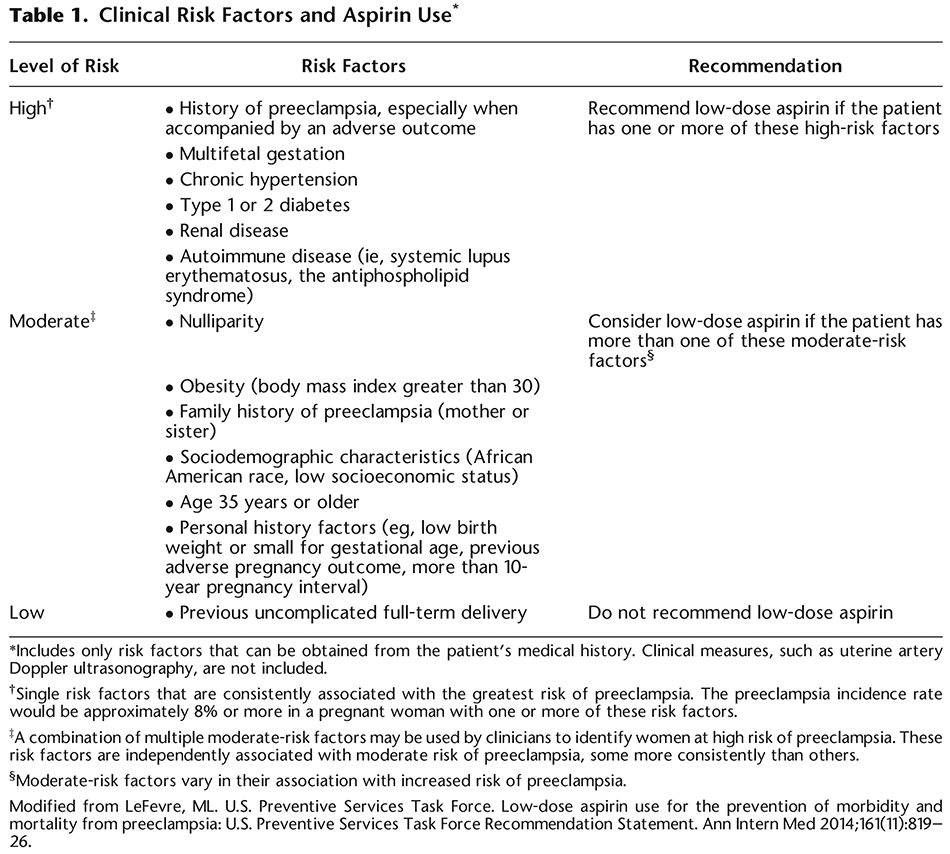 Table 1. Clinical Risk Factors and Aspirin Use*
Level of Risk Risk Factors Recommendation
High† • History of preeclampsia, especially when Recommend low-dose aspirin if the patient
accompanied by an adverse outcome has one or more of these high-risk factors
• Multifetal gestation
• Chronic hypertension
• Type 1 or 2 diabetes
• Renal disease
• Autoimmune disease (ie, systemic lupus
erythematosus, the antiphospholipid
syndrome)
Moderate‡ • Nulliparity Consider low-dose aspirin if the patient has
more than one of these moderate-risk
factors§
• Obesity (body mass index greater than 30)
• Family history of preeclampsia (mother or
sister)
• Sociodemographic characteristics (African
American race, low socioeconomic status)
• Age 35 years or older
• Personal history factors (eg, low birth
weight or small for gestational age, previous
adverse pregnancy outcome, more than 10-
year pregnancy interval)
Low • Previous uncomplicated full-term delivery Do not recommend low-dose aspirin
*Includes only risk factors that can be obtained from the patient's medical history. Clinical measures, such as uterine artery
Doppler ultrasonography, are not included.
†Single risk factors that are consistently associated with the greatest risk of preeclampsia. The preeclampsia incidence rate
would be approximately 8% or more in a pregnant woman with one or more of these risk factors.
‡A combination of multiple moderate-risk factors may be used by clinicians to identify women at high risk of preeclampsia. These
risk factors are independently associated with moderate risk of preeclampsia, some more consistently than others.
§Moderate-risk factors vary in their association with increased risk of preeclampsia.
Modified from LeFevre, ML. U.S. Preventive Services Task Force. Low-dose aspirin use for the prevention of morbidity and
mortality from preeclampsia: U.S. Preventive Services Task Force Recommendation Statement. Ann Intern Med 2014;161(11):819–
26.